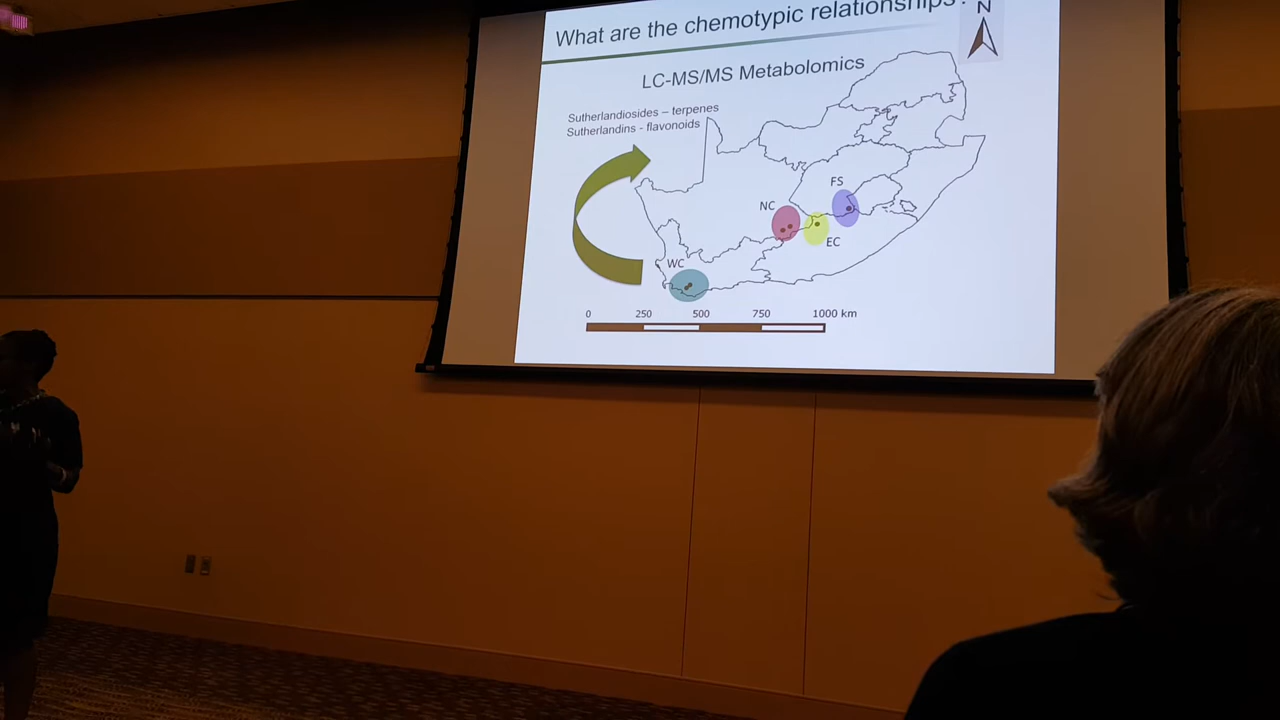 What are the chemotypic relationships?
N
LC-MS/MS Metabolomics
Sutherlandiosides – terpenes
Sutherlandins - flavonoids
FS
NC
EC
WC
0 250 500 750 1000 km